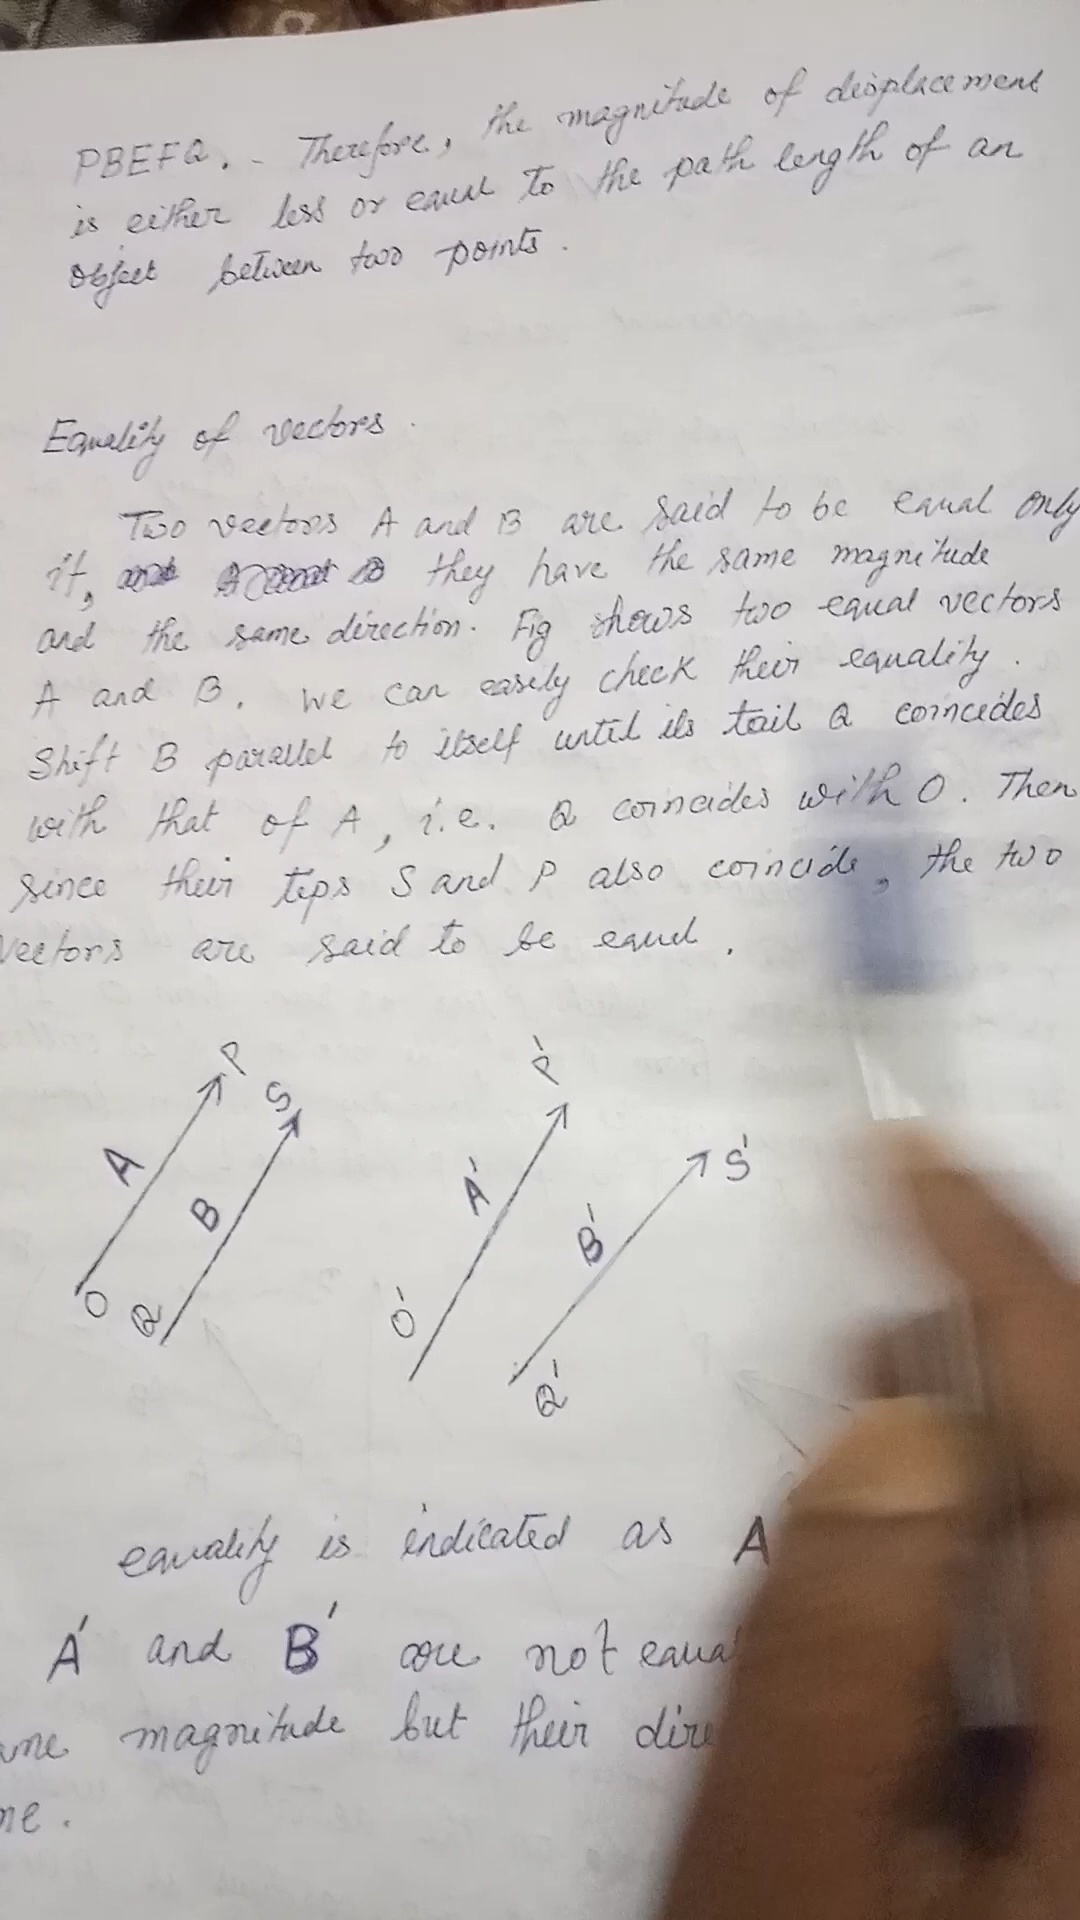 PBEFQ. - Therefore, the magnitude of displacement
is either less or equal to the path length of an
object between two points.
Equality of vectors.
Two vectors A and B are said to be equal only
if, they have the same magnitude
and the same direction. Fig shows two equal vectors
A and B. We can easily check their equality.
Shift B parallel to itself until its tail Q coincides
with that of A, i.e. Q coincides with O. Then
since their tips S and P also coincide, the two
vectors are said to be equal.
P
S
A
B
O
Q
P'
A'
S'
B'
O'
Q'
equality is indicated as A
A' and B' are not
magnitude but their